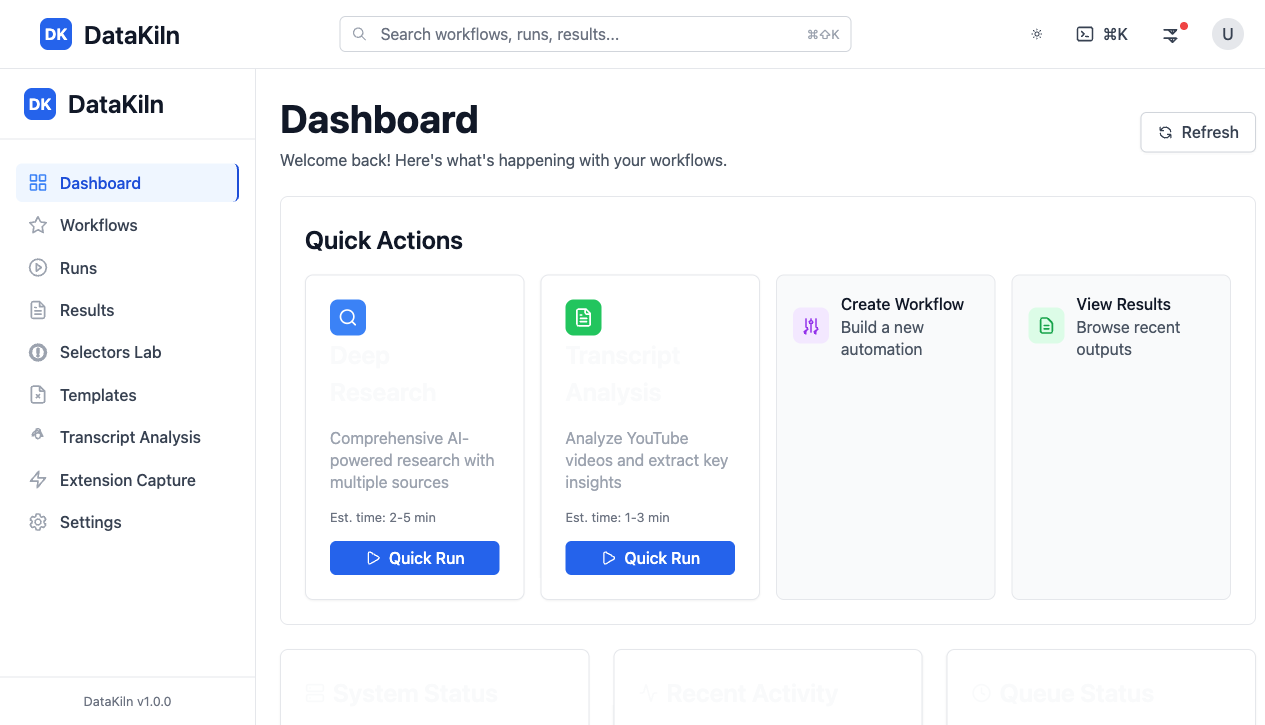 DK DataKiln
Search workflows, runs, results... ⌘⇧K
⌘K
U
DK DataKiln
Dashboard
Workflows
Runs
Results
Selectors Lab
Templates
Transcript Analysis
Extension Capture
Settings
DataKiln v1.0.0
Dashboard
Welcome back! Here's what's happening with your workflows.
Refresh
Quick Actions
Deep
Research
Comprehensive AI-
powered research with
multiple sources
Est. time: 2-5 min
Quick Run
Transcript
Analysis
Analyze YouTube
videos and extract key
insights
Est. time: 1-3 min
Quick Run
Create Workflow
Build a new
automation
View Results
Browse recent
outputs
System Status
Recent Activity
Queue Status